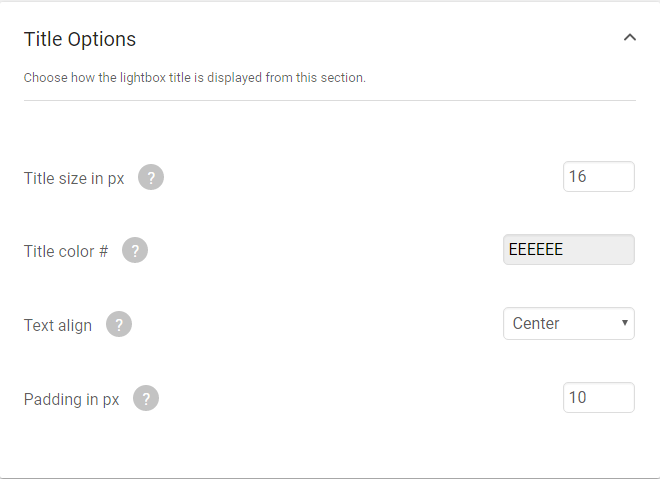 Title Options
Choose how the lightbox title is displayed from this section.
Title size in px ? 16
Title color # ? EEEEEE
Text align ? Center
Padding in px ? 10